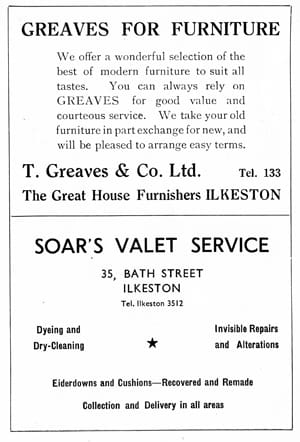 GREAVES FOR FURNITURE
We offer a wonderful selection of the
best of modern furniture to suit all
tastes. You can always rely on
GREAVES for good value and
courteous service. We take your old
furniture in part exchange for new, and
will be pleased to arrange easy terms.
T. Greaves & Co. Ltd. Tel. 133
The Great House Furnishers ILKESTON
SOAR'S VALET SERVICE
35, BATH STREET
ILKESTON
Tel. Ilkeston 3512
Dyeing and
Dry-Cleaning
★
Invisible Repairs
and Alterations
Eiderdowns and Cushions—Recovered and Remade
Collection and Delivery in all areas